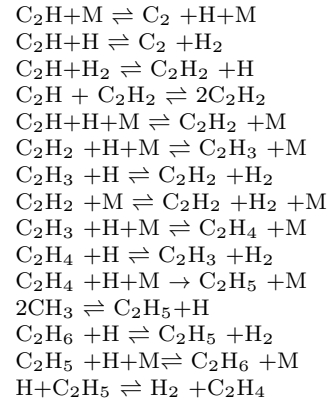 C₂H+M ⇌ C₂ +H+M
C₂H+H ⇌ C₂ +H₂
C₂H+H₂ ⇌ C₂H₂ +H
C₂H + C₂H₂ ⇌ 2C₂H₂
C₂H+H+M ⇌ C₂H₂ +M
C₂H₂ +H+M ⇌ C₂H₃ +M
C₂H₃ +H ⇌ C₂H₂ +H₂
C₂H₂ +M ⇌ C₂H₂ +H₂ +M
C₂H₃ +H+M ⇌ C₂H₄ +M
C₂H₄ +H ⇌ C₂H₃ +H₂
C₂H₄ +H+M → C₂H₅ +M
2CH₃ ⇌ C₂H₅+H
C₂H₆ +H ⇌ C₂H₅ +H₂
C₂H₅ +H+M⇌ C₂H₆ +M
H+C₂H₅ ⇌ H₂ +C₂H₄